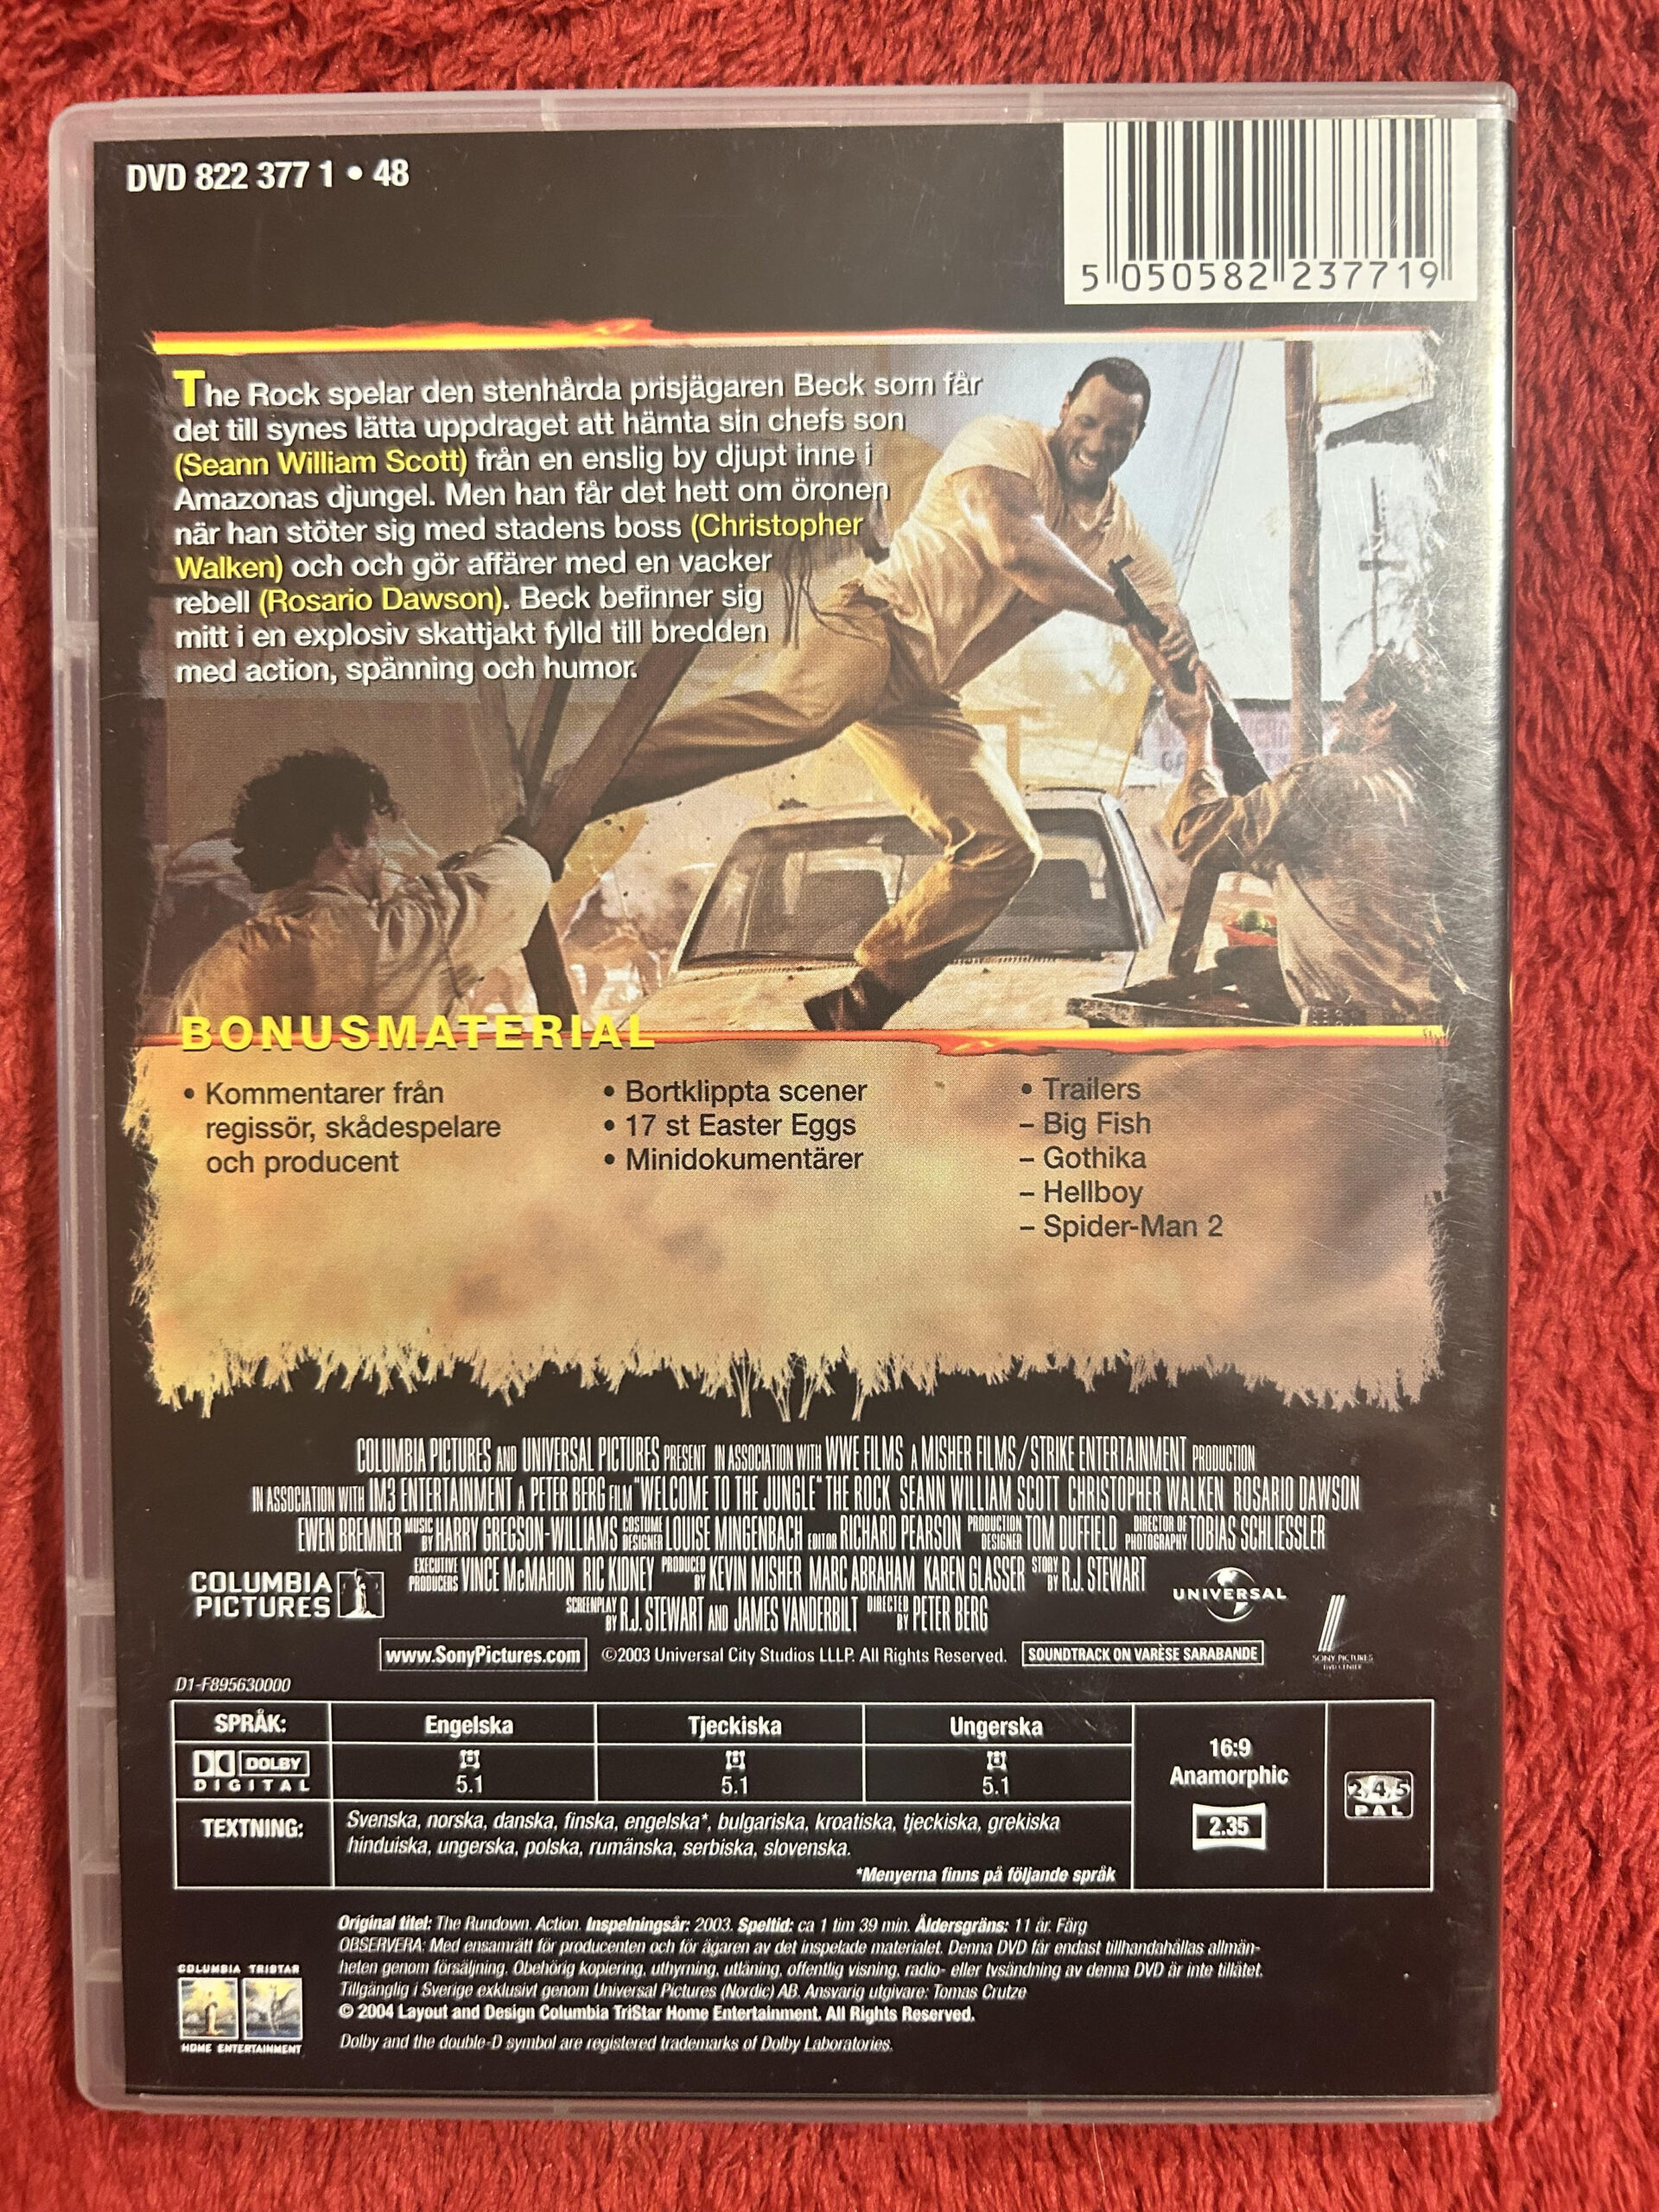 DVD 822 377 1 • 48
5 050582 237719
The Rock spelar den stenhårda prisjägaren Beck som får
det till synes lätta uppdraget att hämta sin chefs son
(Seann William Scott) från en enslig by djupt inne i
Amazonas djungel. Men han får det hett om öronen
när han stöter sig med stadens boss (Christopher
Walken) och och gör affärer med en vacker
rebell (Rosario Dawson). Beck befinner sig
mitt i en explosiv skattjakt fylld till bredden
med action, spänning och humor.
BONUSMATERIAL
• Kommentarer från
regissör, skådespelare
och producent
• Bortklippta scener
• 17 st Easter Eggs
• Minidokumentärer
• Trailers
– Big Fish
– Gothika
– Hellboy
– Spider-Man 2
COLUMBIA PICTURES AND UNIVERSAL PICTURES PRESENT IN ASSOCIATION WITH WWE FILMS A MISHER FILMS/STRIKE ENTERTAINMENT PRODUCTION
IN ASSOCIATION WITH IM3 ENTERTAINMENT A PETER BERG FILM "WELCOME TO THE JUNGLE" THE ROCK SEANN WILLIAM SCOTT CHRISTOPHER WALKEN ROSARIO DAWSON
EWEN BREMNER MUSIC BY HARRY GREGSON-WILLIAMS COSTUME DESIGNER LOUISE MINGENBACH EDITOR RICHARD PEARSON PRODUCTION DESIGNER TOM DUFFIELD DIRECTOR OF PHOTOGRAPHY TOBIAS SCHLIESSLER
EXECUTIVE PRODUCERS VINCE McMAHON RIC KIDNEY PRODUCED BY KEVIN MISHER MARC ABRAHAM KAREN GLASSER STORY BY R.J. STEWART
SCREENPLAY BY R.J. STEWART AND JAMES VANDERBILT DIRECTED BY PETER BERG
COLUMBIA
PICTURES
UNIVERSAL
SONY PICTURES
DVD CENTER
www.SonyPictures.com ©2003 Universal City Studios LLLP. All Rights Reserved. SOUNDTRACK ON VARÈSE SARABANDE
D1-F895630000
SPRÅK: Engelska Tjeckiska Ungerska
DOLBY
DIGITAL
5.1 5.1 5.1
16:9
Anamorphic
2.35
2,4,5
PAL
TEXTNING:
Svenska, norska, danska, finska, engelska*, bulgariska, kroatiska, tjeckiska, grekiska
hinduiska, ungerska, polska, rumänska, serbiska, slovenska.
*Menyerna finns på följande språk
Original titel: The Rundown. Action. Inspelningsår: 2003. Speltid: ca 1 tim 39 min. Åldersgräns: 11 år. Färg
OBSERVERA: Med ensamrätt för producenten och för ägaren av det inspelade materialet. Denna DVD får endast tillhandahållas allmän-
heten genom försäljning. Obehörig kopiering, uthyrning, utlåning, offentlig visning, radio- eller tvsändning av denna DVD är inte tillåtet.
Tillgänglig i Sverige exklusivt genom Universal Pictures (Nordic) AB. Ansvarig utgivare: Tomas Crutze
© 2004 Layout and Design Columbia TriStar Home Entertainment. All Rights Reserved.
Dolby and the double-D symbol are registered trademarks of Dolby Laboratories.
COLUMBIA TRISTAR
HOME ENTERTAINMENT